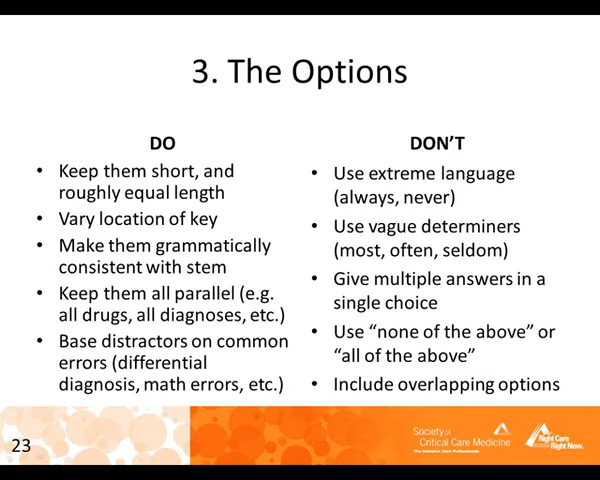 3. The Options
DO
• Keep them short, and
roughly equal length
• Vary location of key
• Make them grammatically
consistent with stem
• Keep them all parallel (e.g.
all drugs, all diagnoses, etc.)
• Base distractors on common
errors (differential
diagnosis, math errors, etc.)
DON'T
• Use extreme language
(always, never)
• Use vague determiners
(most, often, seldom)
• Give multiple answers in a
single choice
• Use “none of the above” or
“all of the above”
• Include overlapping options
23
Society of
Critical Care Medicine
The Intensive Care Professionals
Right Care
Right Now